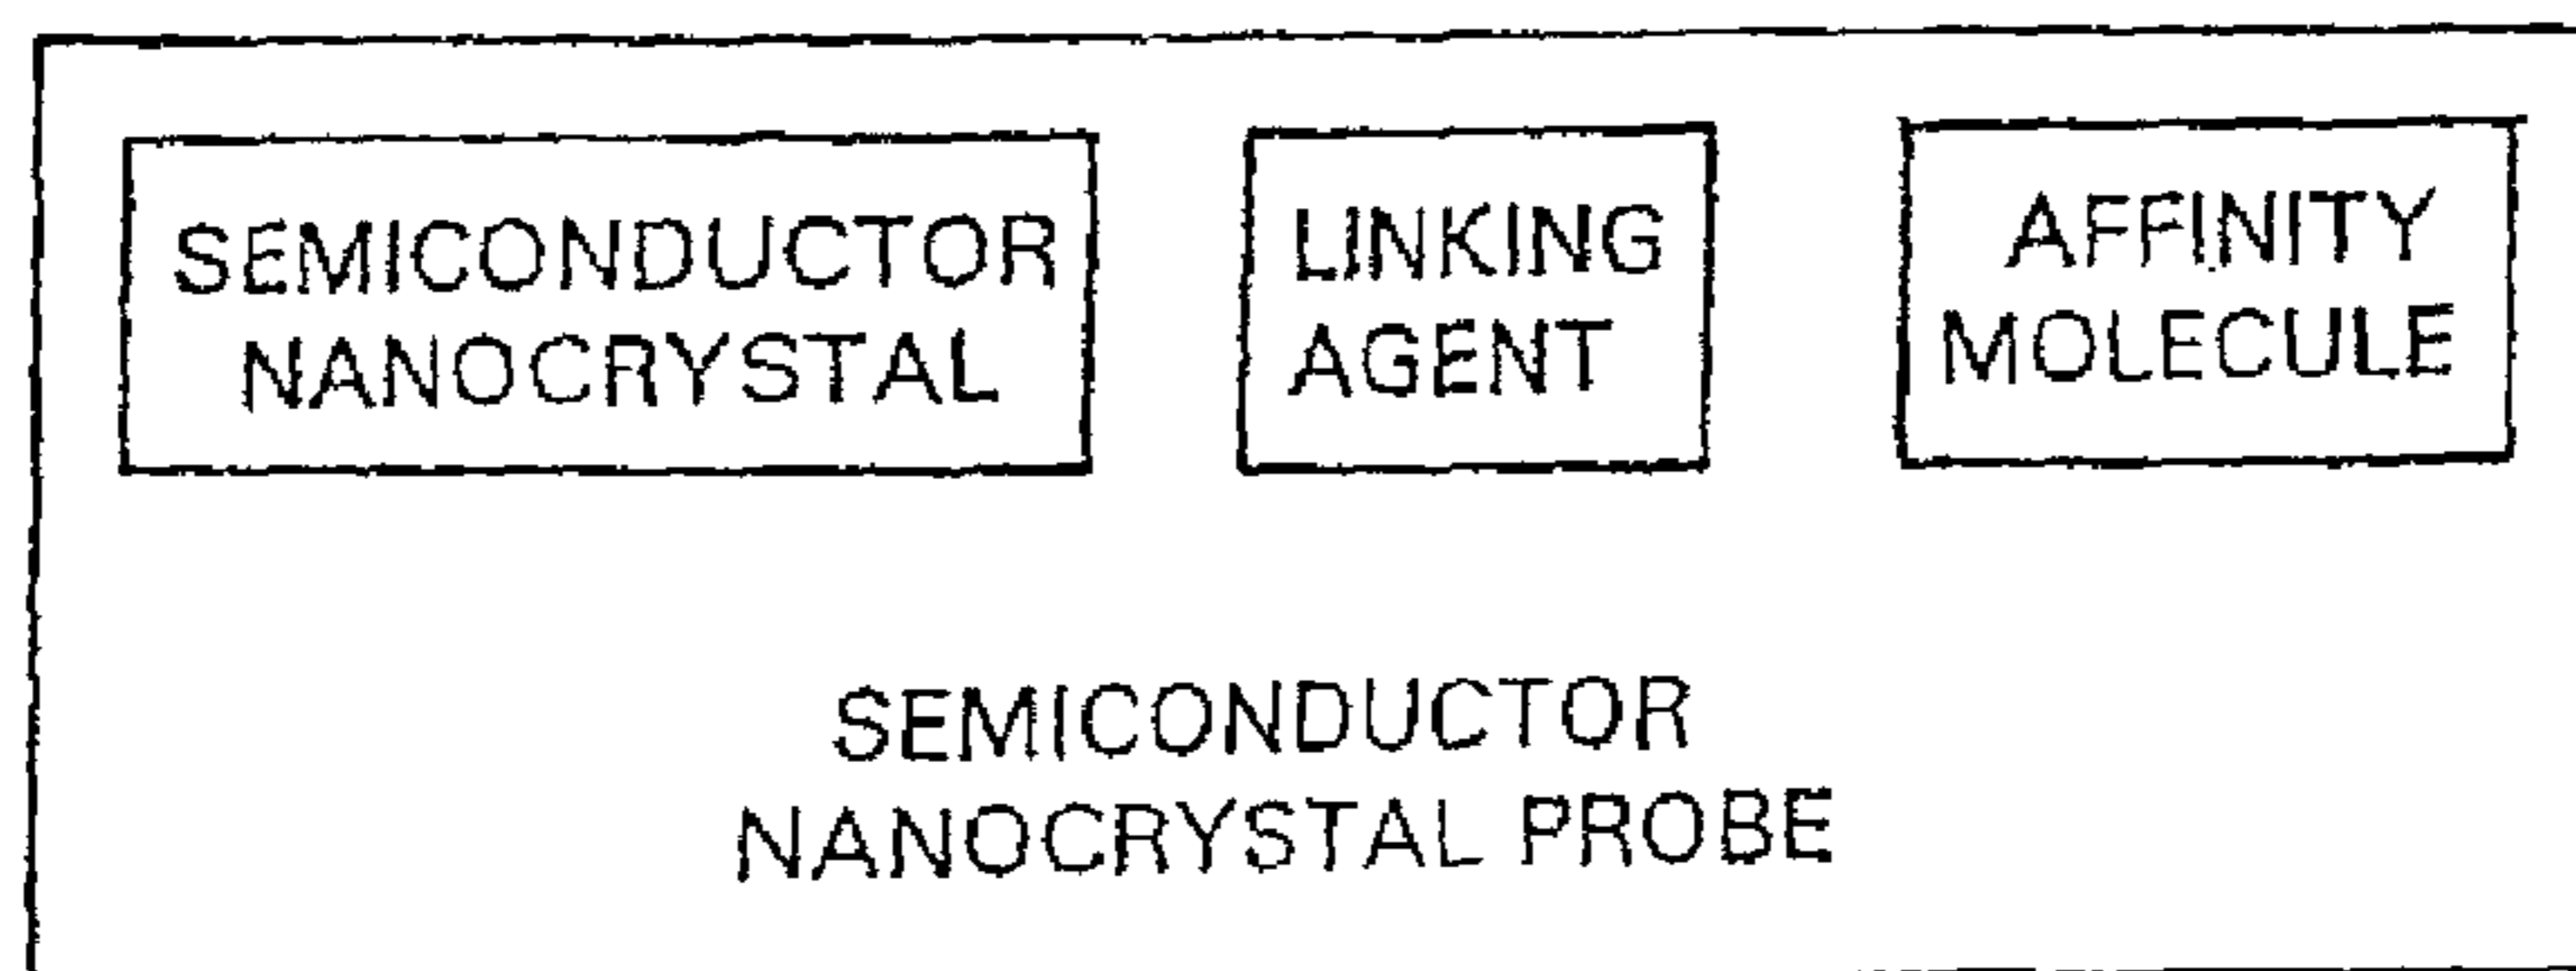 SEMICONDUCTOR
NANOCRYSTAL
LINKING
AGENT
AFFINITY
MOLECULE
SEMICONDUCTOR
NANOCRYSTAL PROBE